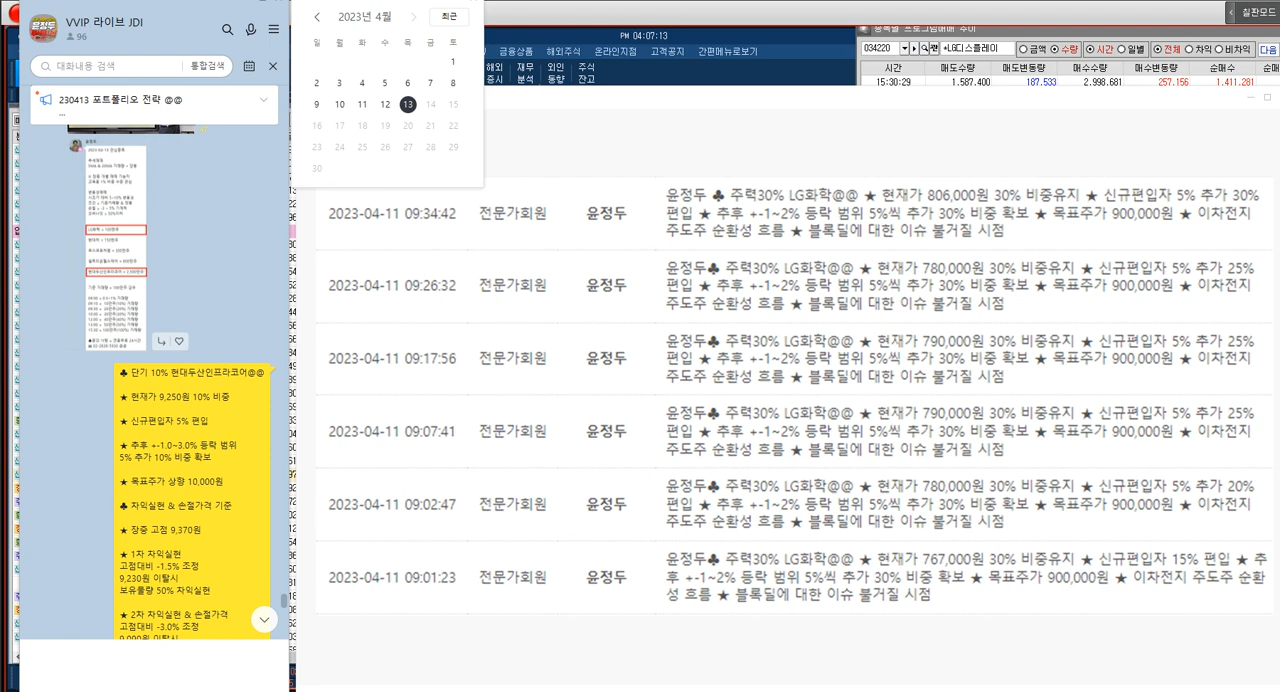 VVIP 라이브 JDI
96
대화내용 검색
통합검색
230413 포트폴리오 전략 @@
...
윤정두
♣ 단기 10% 현대두산인프라코어@@
★ 현재가 9,250원 10% 비중
★ 신규편입자 5% 편입
★ 추후 +-1.0~3.0% 등락 범위
5% 추가 10% 비중 확보
★ 목표주가 상향 10,000원
♣ 차익실현 & 손절가격 기준
★ 장중 고점 9,370원
★ 1차 차익실현
고점대비 -1.5% 조정
9,230원 이탈시
보유물량 50% 차익실현
★ 2차 차익실현 & 손절가격
고점대비 -3.0% 조정
9,090원 이탈시
2023년 4월
최근
일 월 화 수 목 금 토
1
2 3 4 5 6 7 8
9 10 11 12 13 14 15
16 17 18 19 20 21 22
23 24 25 26 27 28 29
30
PM 04:07:13
금융상품 해외주식 온라인지점 고객공지 간편메뉴로보기
해외 재무 외인 주식
증시 분석 동향 잔고
칠판모드
종목별 프로그램매매 추이
034220 LG디스플레이 금액 수량 시간 일별 전체 차익 비차익 다음
시간 매도수량 매도변동량 매수수량 매수변동량 순매수 순매
15:30:29 1,587,400 187,533 2,998,681 257,156 1,411,281
2023-04-11 09:34:42 전문가회원 윤정두 윤정두 ♣ 주력30% LG화학@@ ★ 현재가 806,000원 30% 비중유지 ★ 신규편입자 5% 추가 30%
편입 ★ 추후 +-1~2% 등락 범위 5%씩 추가 30% 비중 확보 ★ 목표주가 900,000원 ★ 이차전지
주도주 순환성 흐름 ★ 블록딜에 대한 이슈 불거질 시점
2023-04-11 09:26:32 전문가회원 윤정두 윤정두♣ 주력30% LG화학@@ ★ 현재가 780,000원 30% 비중유지 ★ 신규편입자 5% 추가 25%
편입 ★ 추후 +-1~2% 등락 범위 5%씩 추가 30% 비중 확보 ★ 목표주가 900,000원 ★ 이차전지
주도주 순환성 흐름 ★ 블록딜에 대한 이슈 불거질 시점
2023-04-11 09:17:56 전문가회원 윤정두 윤정두♣ 주력30% LG화학@@ ★ 현재가 790,000원 30% 비중유지 ★ 신규편입자 5% 추가 25%
편입 ★ 추후 +-1~2% 등락 범위 5%씩 추가 30% 비중 확보 ★ 목표주가 900,000원 ★ 이차전지
주도주 순환성 흐름 ★ 블록딜에 대한 이슈 불거질 시점
2023-04-11 09:07:41 전문가회원 윤정두 윤정두♣ 주력30% LG화학@@ ★ 현재가 790,000원 30% 비중유지 ★ 신규편입자 5% 추가 25%
편입 ★ 추후 +-1~2% 등락 범위 5%씩 추가 30% 비중 확보 ★ 목표주가 900,000원 ★ 이차전지
주도주 순환성 흐름 ★ 블록딜에 대한 이슈 불거질 시점
2023-04-11 09:02:47 전문가회원 윤정두 윤정두♣ 주력30% LG화학@@ ★ 현재가 780,000원 30% 비중유지 ★ 신규편입자 5% 추가 20%
편입 ★ 추후 +-1~2% 등락 범위 5%씩 추가 30% 비중 확보 ★ 목표주가 900,000원 ★ 이차전지
주도주 순환성 흐름 ★ 블록딜에 대한 이슈 불거질 시점
2023-04-11 09:01:23 전문가회원 윤정두 윤정두♣ 주력30% LG화학@@ ★ 현재가 767,000원 30% 비중유지 ★ 신규편입자 15% 편입 ★ 추
후 +-1~2% 등락 범위 5%씩 추가 30% 비중 확보 ★ 목표주가 900,000원 ★ 이차전지 주도주 순환
성 흐름 ★ 블록딜에 대한 이슈 불거질 시점